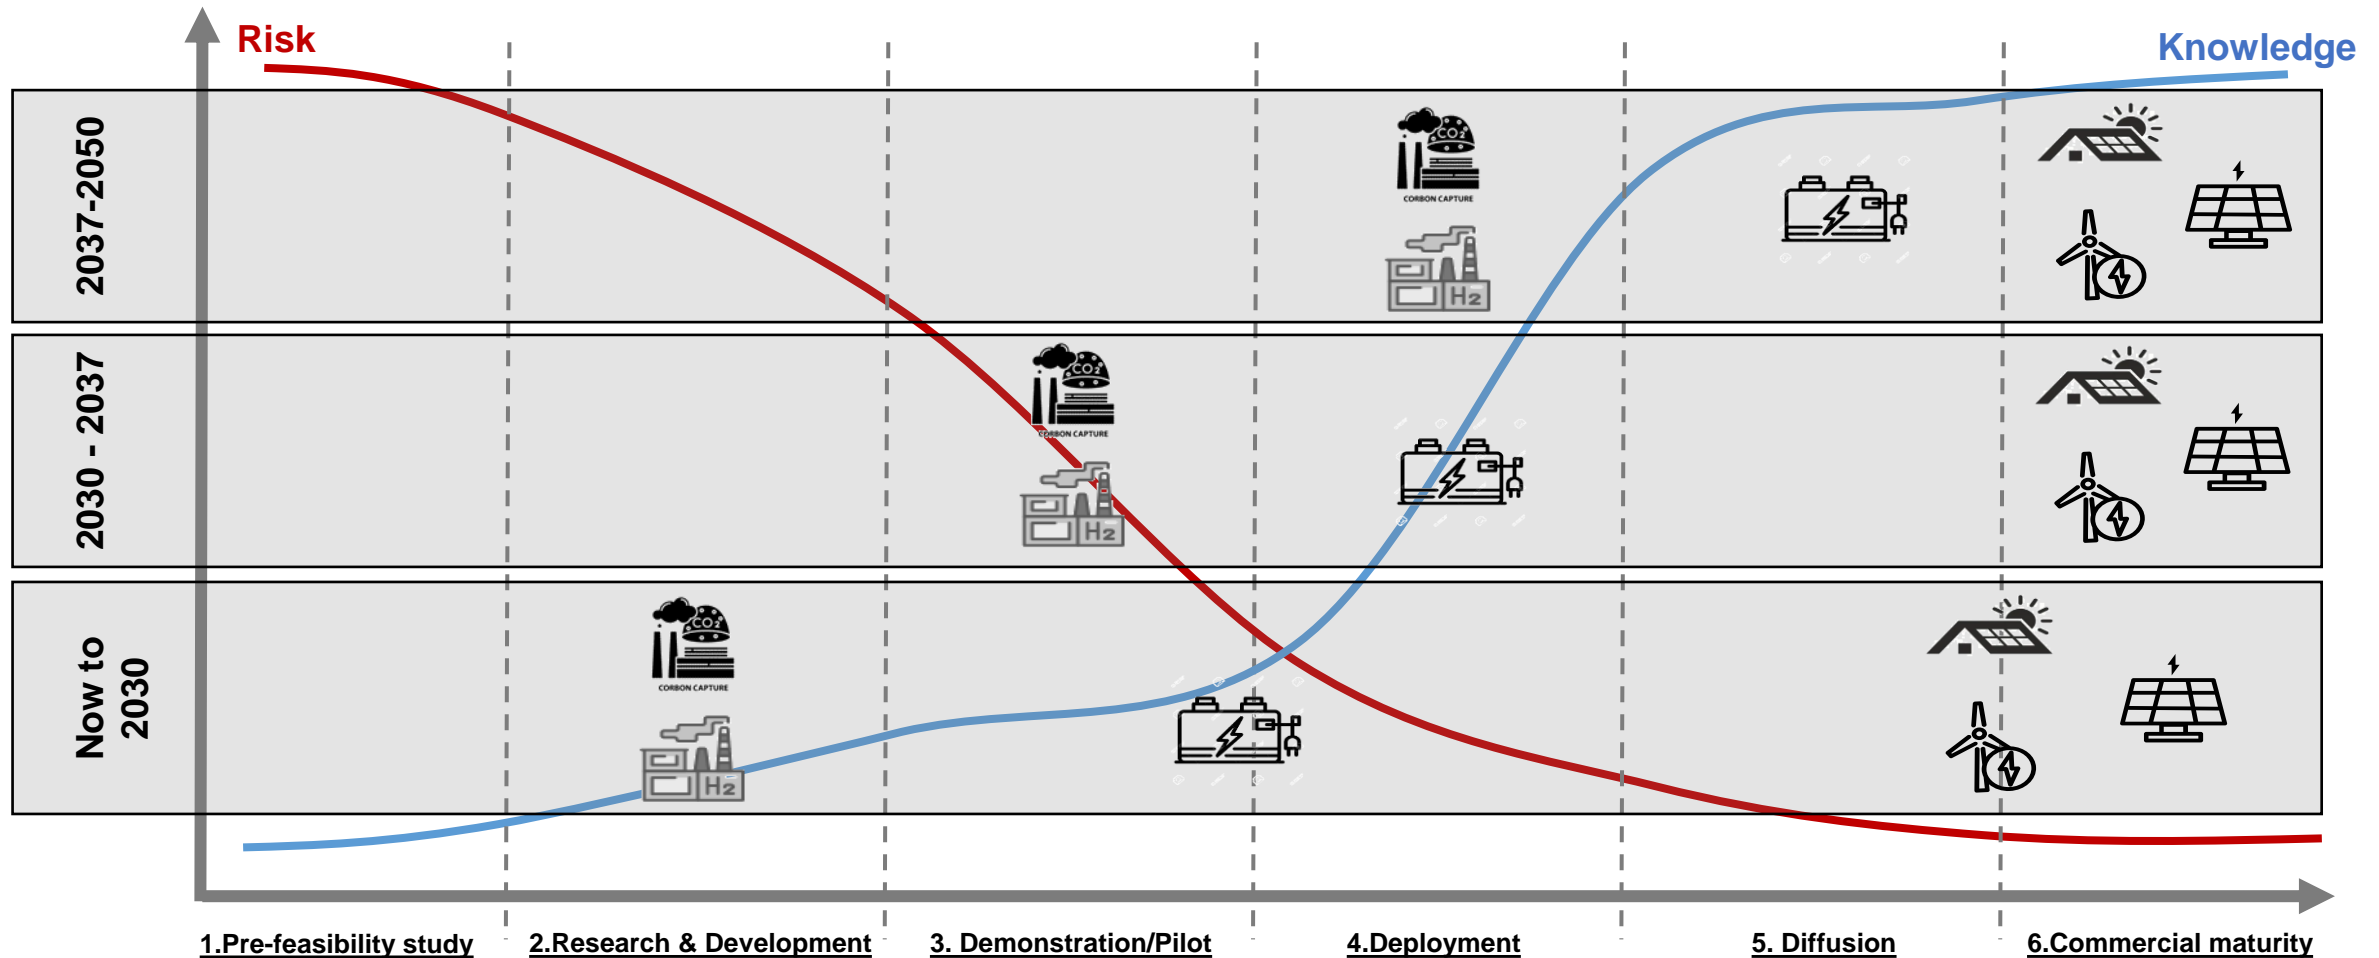 Risk
Knowledge
2037-2050
CO₂
CORBON CAPTURE
H₂
2030 - 2037
CO₂
CORBON CAPTURE
H₂
Now to
2030
CO₂
CORBON CAPTURE
H₂
1.Pre-feasibility study
2.Research & Development
3. Demonstration/Pilot
4.Deployment
5. Diffusion
6.Commercial maturity